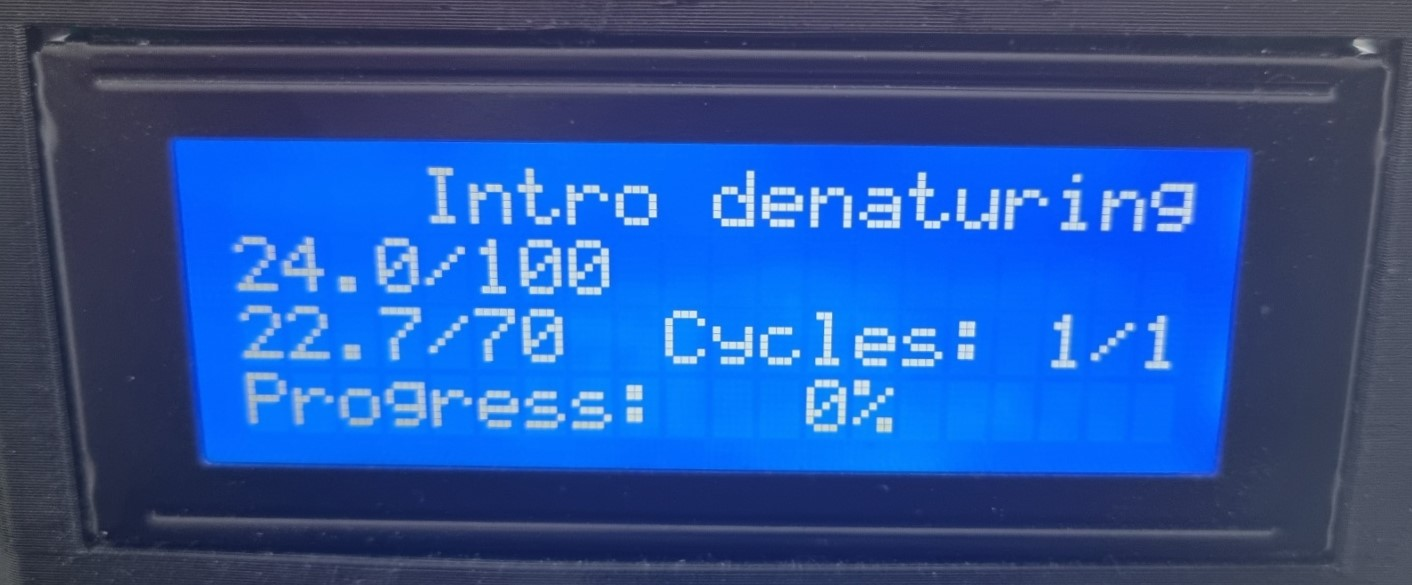 Intro denaturing
24.0/100
22.7/70 Cycles: 1/1
Progress: 0%